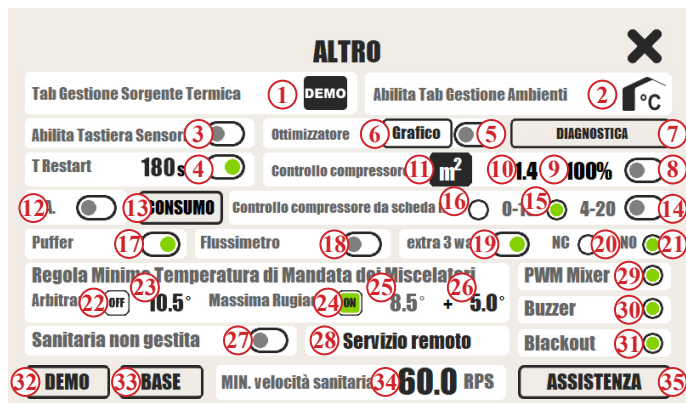 ALTRO
Tab Gestione Sorgente Termica 1 DEMO Abilita Tab Gestione Ambienti 2 °C
Abilita Tastiera Sensori 3 Ottimizzatore 6 Grafico 5 DIAGNOSTICA 7
T Restart 180s 4 Controllo compressore 11 m² 10 1.4 9 100% 8
12 A. 13 CONSUMO Controllo compressore da scheda 16 0-1 15 4-20 14
Puffer 17 Flussimetro 18 extra 3 wa 19 NC 20 NO 21
Regola Minima Temperatura di Mandata dei Miscelatori PWM Mixer 29
Arbitra 22 OFF 23 10.5° Massima Rugia 24 ON 25 8.5° + 26 5.0° Buzzer 30
Sanitaria non gestita 27 28 Servizio remoto Blackout 31
32 DEMO 33 BASE MIN. velocità sanitaria 34 60.0 RPS ASSISTENZA 35